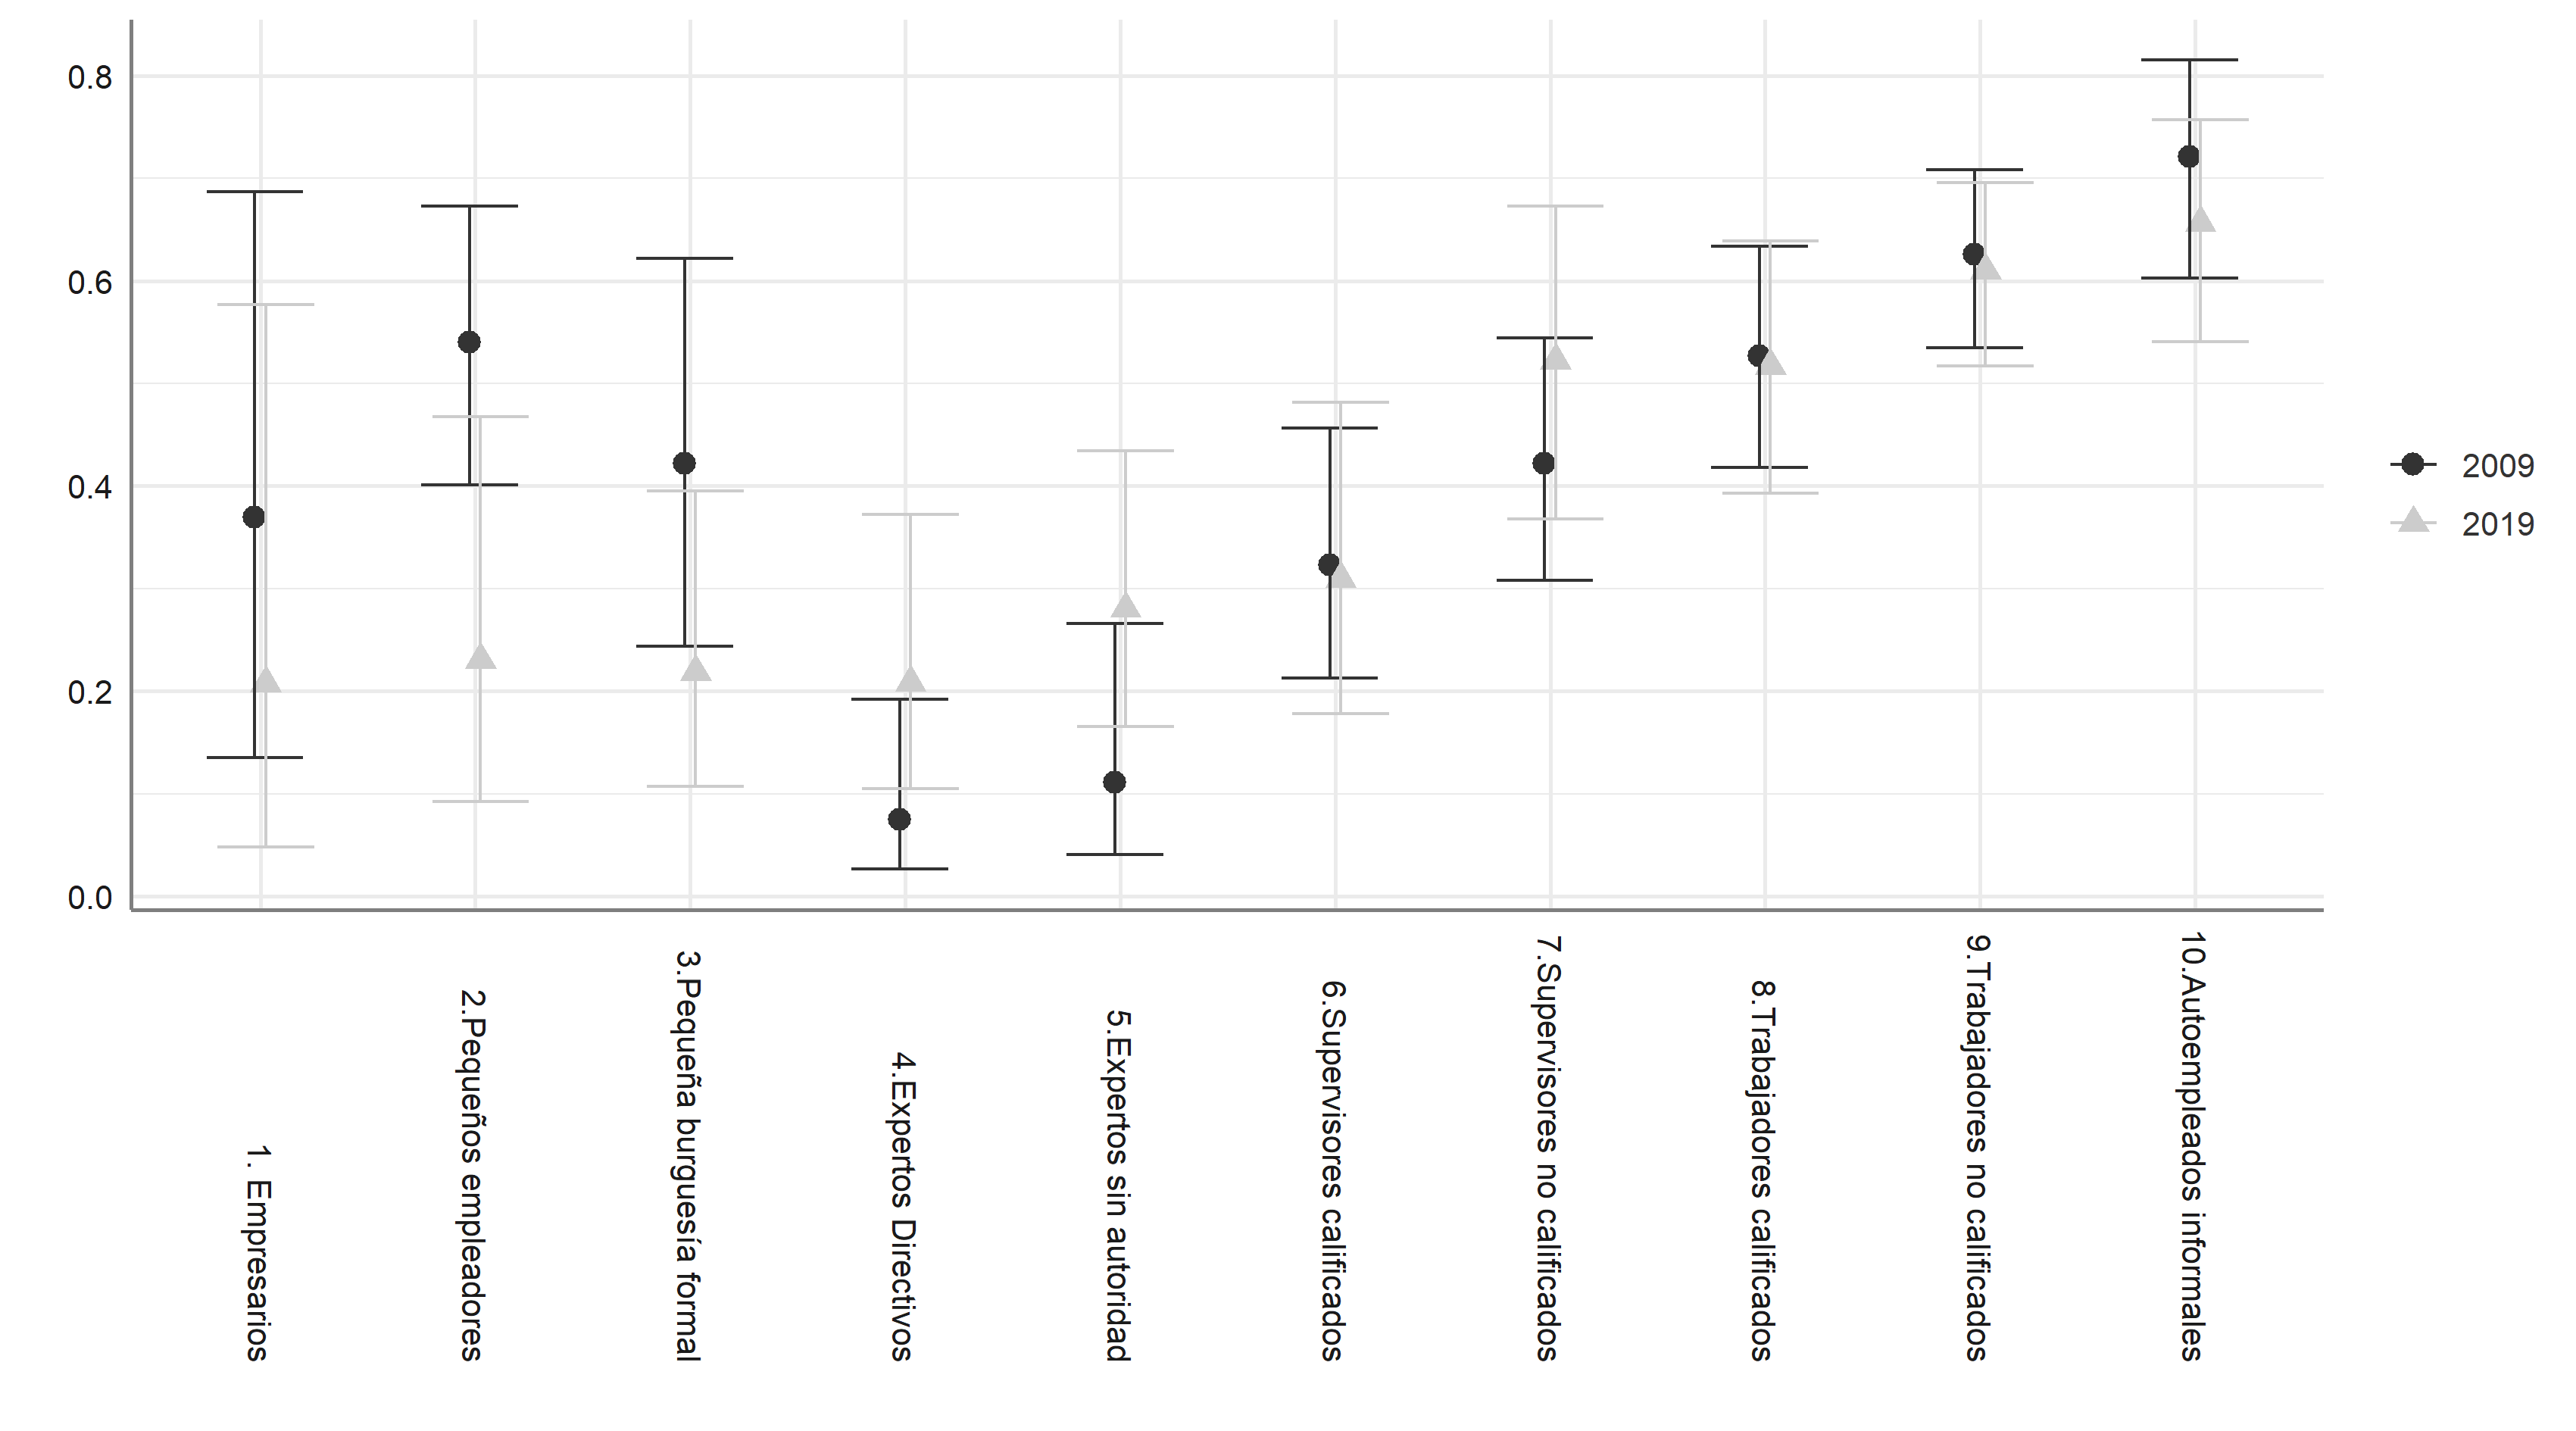 0.8
0.6
0.4
0.2
0.0
1. Empresarios
2.Pequeños empleadores
3.Pequeña burguesía formal
4.Expertos Directivos
5.Expertos sin autoridad
6.Supervisores calificados
7.Supervisores no calificados
8.Trabajadores calificados
9.Trabajadores no calificados
10.Autoempleados informales
2009
2019